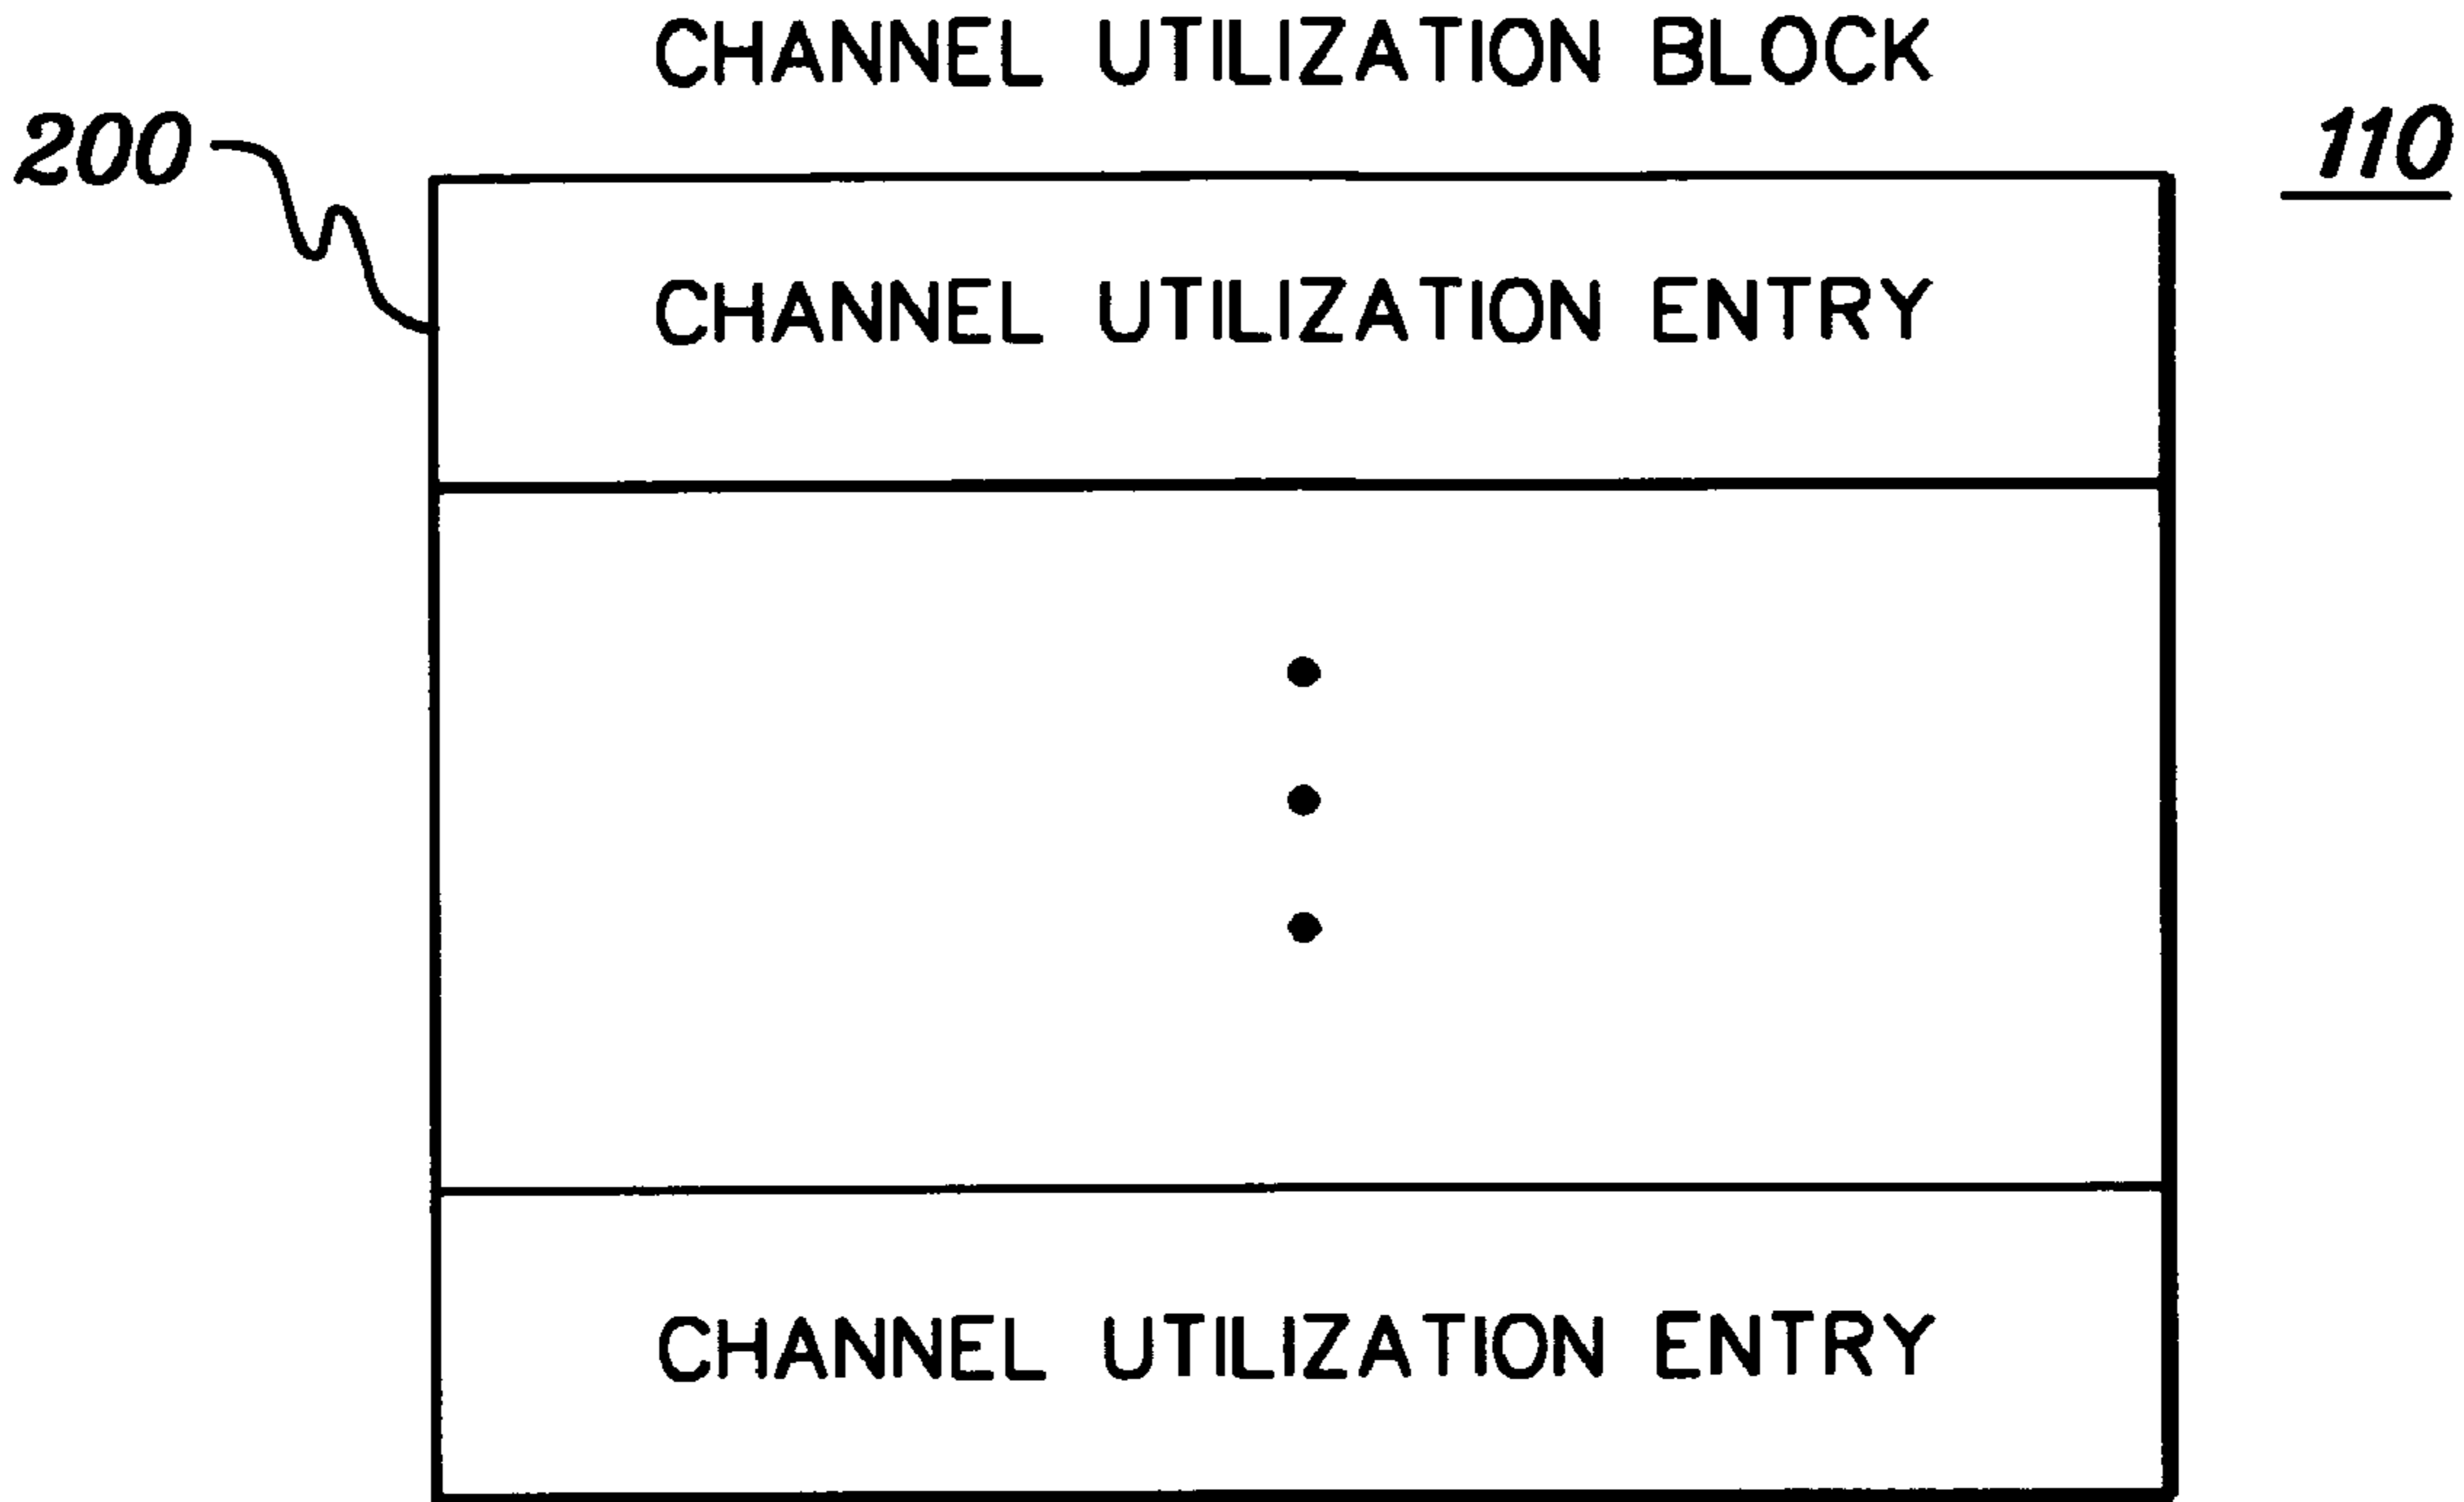 CHANNEL UTILIZATION BLOCK
200
110
CHANNEL UTILIZATION ENTRY
CHANNEL UTILIZATION ENTRY